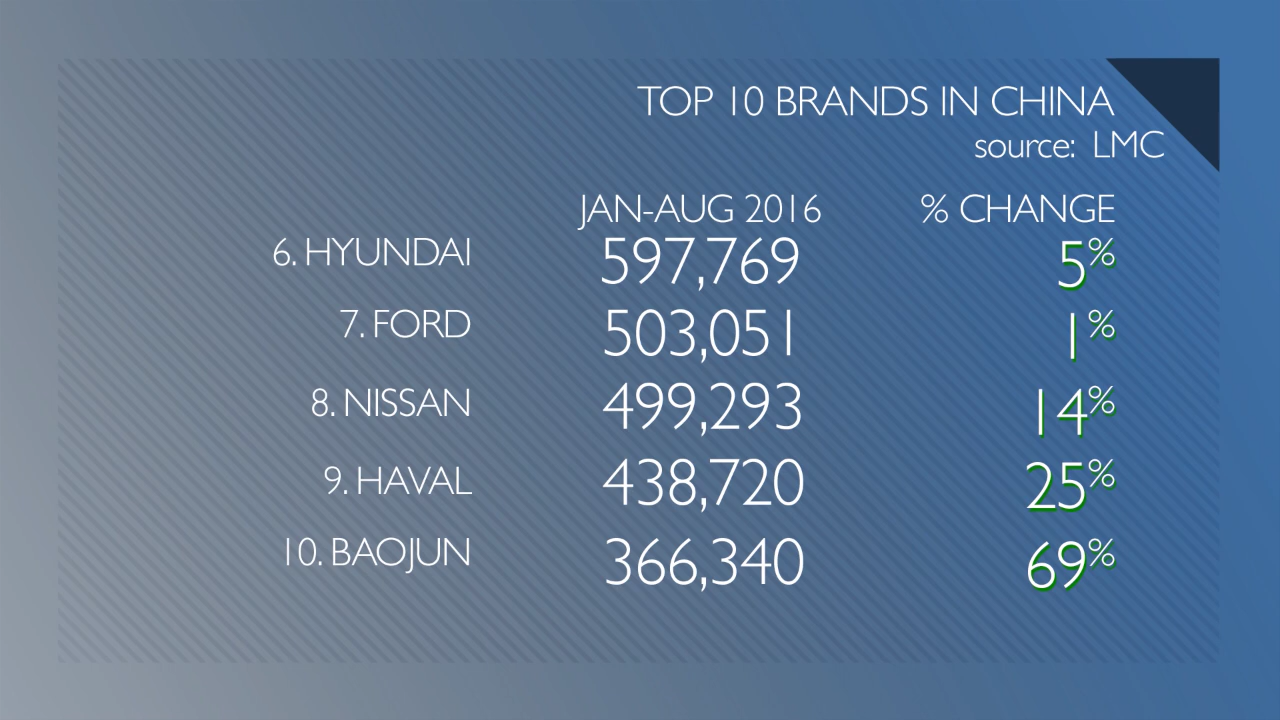 TOP 10 BRANDS IN CHINA
source: LMC
JAN-AUG 2016 % CHANGE
6. HYUNDAI 597,769 5%
7. FORD 503,051 1%
8. NISSAN 499,293 14%
9. HAVAL 438,720 25%
10. BAOJUN 366,340 69%